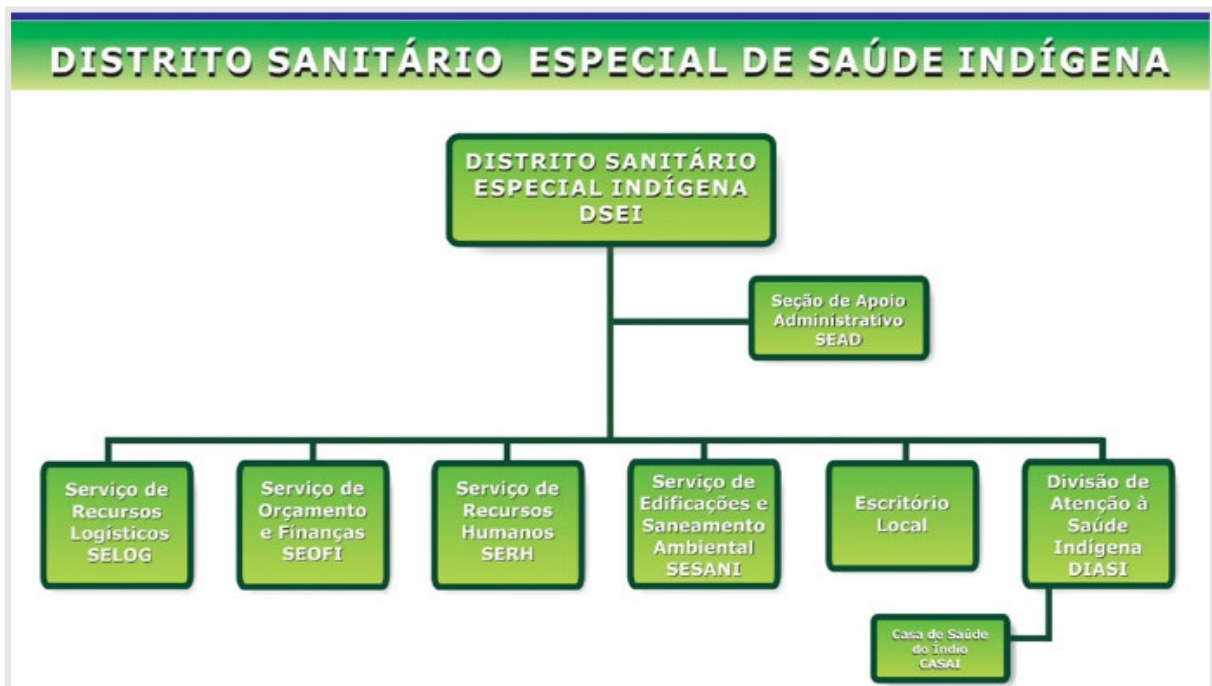 DISTRITO SANITÁRIO ESPECIAL DE SAÚDE INDÍGENA
DISTRITO SANITÁRIO
ESPECIAL INDÍGENA
DSEI
Seção de Apoio
Administrativo
SEAD
Serviço de
Recursos
Logísticos
SELOG
Serviço de
Orçamento
e Finanças
SEOFI
Serviço de
Recursos
Humanos
SERH
Serviço de
Edificações e
Saneamento
Ambiental
SESANI
Escritório
Local
Divisão de
Atenção à
Saúde
Indígena
DIASI
Casa de Saúde
do Índio
CASAI